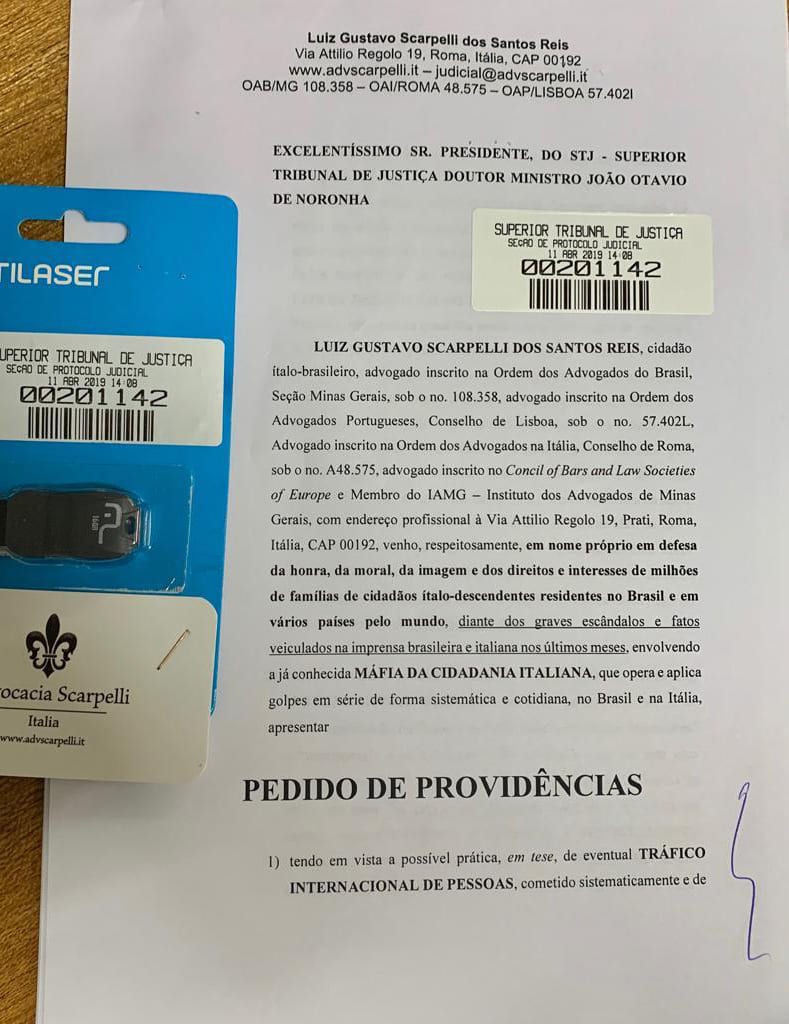 Luiz Gustavo Scarpelli dos Santos Reis
Via Attilio Regolo 19, Roma, Itália, CAP 00192
www.advscarpelli.it – judicial@advscarpelli.it
OAB/MG 108.358 – OAI/ROMA 48.575 – OAP/LISBOA 57.402l
EXCELENTÍSSIMO SR. PRESIDENTE, DO STJ - SUPERIOR
TRIBUNAL DE JUSTIÇA DOUTOR MINISTRO JOÃO OTAVIO
DE NORONHA
SUPERIOR TRIBUNAL DE JUSTIÇA
SEÇÃO DE PROTOCOLO JUDICIAL
11 ABR 2019 14:08
00201142
LUIZ GUSTAVO SCARPELLI DOS SANTOS REIS, cidadão
ítalo-brasileiro, advogado inscrito na Ordem dos Advogados do Brasil,
Seção Minas Gerais, sob o no. 108.358, advogado inscrito na Ordem dos
Advogados Portugueses, Conselho de Lisboa, sob o no. 57.402L,
Advogado inscrito na Ordem dos Advogados na Itália, Conselho de Roma,
sob o no. A48.575, advogado inscrito no Concil of Bars and Law Societies
of Europe e Membro do IAMG – Instituto dos Advogados de Minas
Gerais, com endereço profissional à Via Attilio Regolo 19, Prati, Roma,
Itália, CAP 00192, venho, respeitosamente, em nome próprio em defesa
da honra, da moral, da imagem e dos direitos e interesses de milhões
de famílias de cidadãos ítalo-descendentes residentes no Brasil e em
vários países pelo mundo, diante dos graves escândalos e fatos
veiculados na imprensa brasileira e italiana nos últimos meses, envolvendo
a já conhecida MÁFIA DA CIDADANIA ITALIANA, que opera e aplica
golpes em série de forma sistemática e cotidiana, no Brasil e na Itália,
apresentar
PEDIDO DE PROVIDÊNCIAS
1) tendo em vista a possível prática, em tese, de eventual TRÁFICO
INTERNACIONAL DE PESSOAS, cometido sistematicamente e de
TILASER
UPERIOR TRIBUNAL DE JUSTIÇA
SEÇÃO DE PROTOCOLO JUDICIAL
11 ABR 2019 14:08
00201142
16GB
ocacia Scarpelli
Italia
www.advscarpelli.it